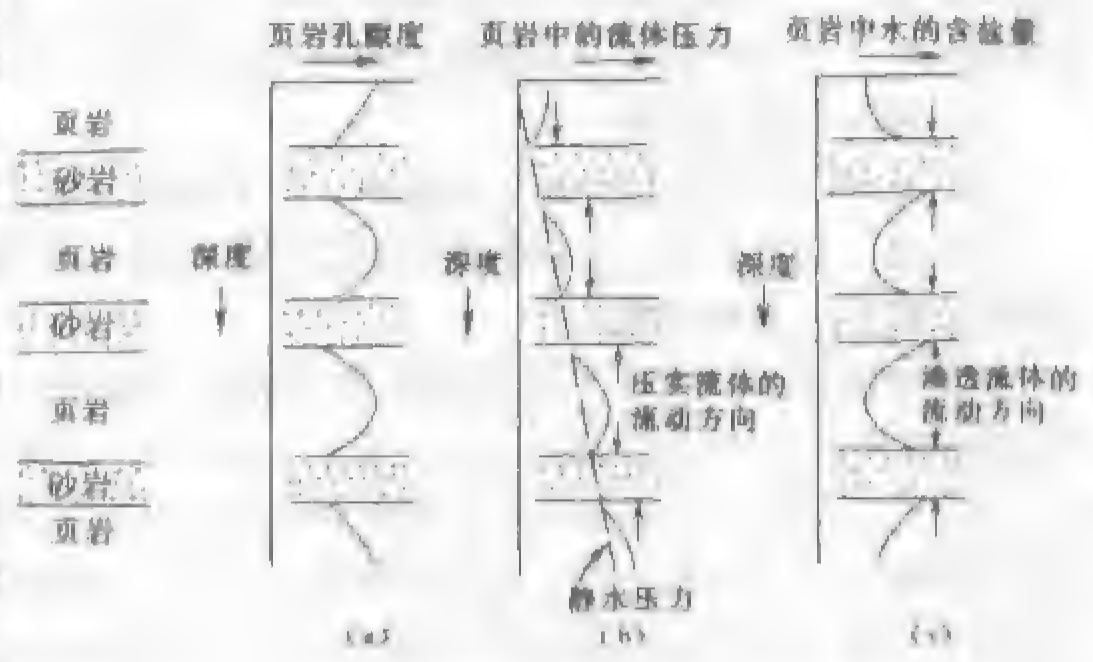 页岩孔隙度
页岩中的流体压力
页岩中水的含盐量
页岩
砂岩
页岩
砂岩
页岩
砂岩
页岩
深度
深度
深度
压实流体的
流动方向
渗透流体的
流动方向
静水压力
(a)
(b)
(c)